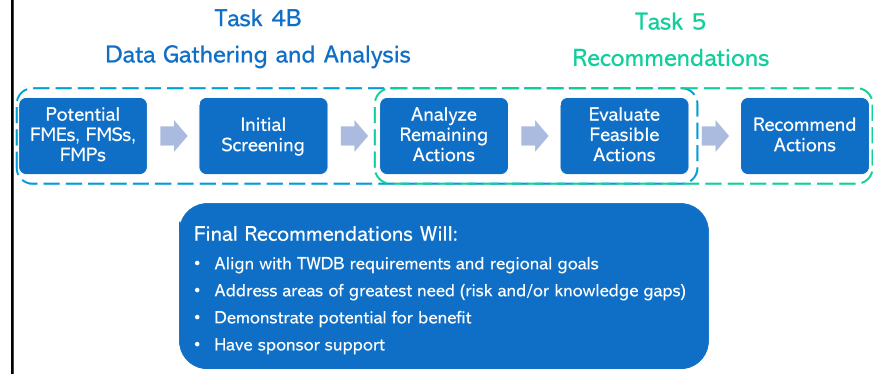 Task 4B
Data Gathering and Analysis
Task 5
Recommendations
Potential
FMEs, FMSs,
FMPs
Initial
Screening
Analyze
Remaining
Actions
Evaluate
Feasible
Actions
Recommend
Actions
Final Recommendations Will:
• Align with TWDB requirements and regional goals
• Address areas of greatest need (risk and/or knowledge gaps)
• Demonstrate potential for benefit
• Have sponsor support